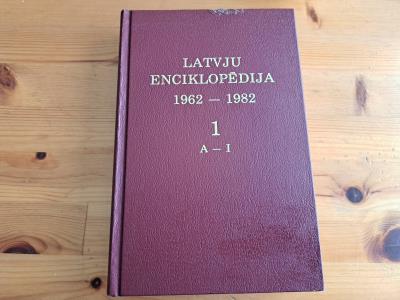 LATVJU
ENCIKLOPĒDIJA
1962 — 1982
1
A — I